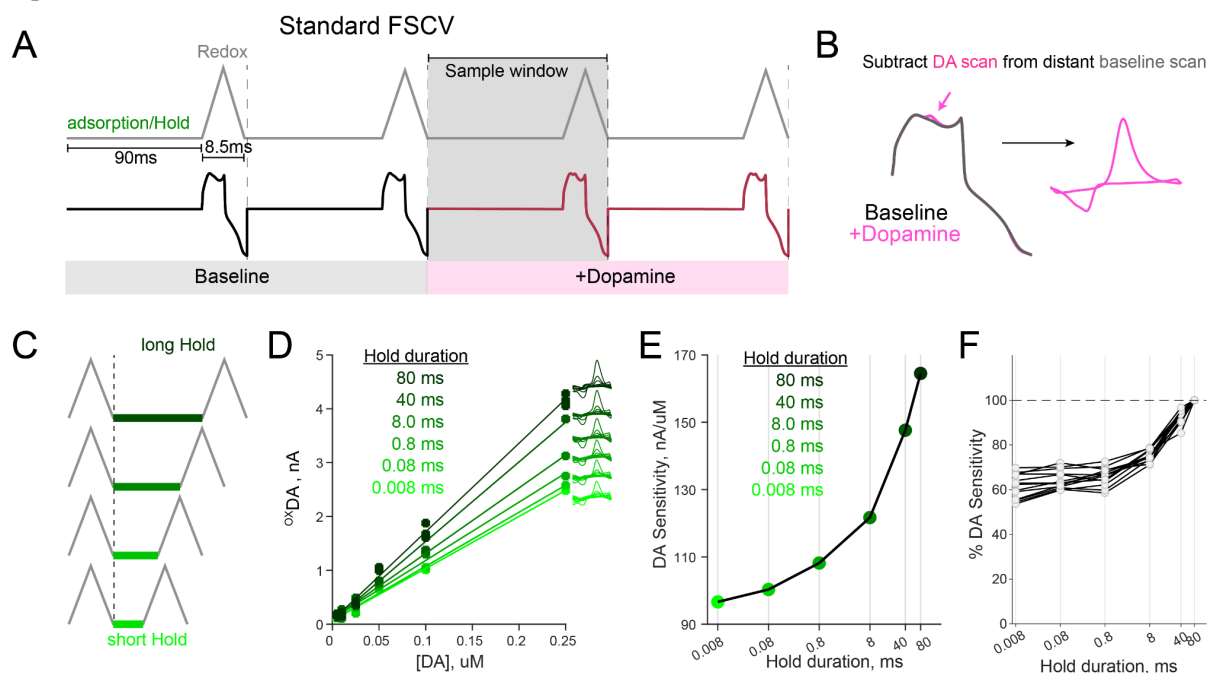 Standard FSCV
A
Redox
Sample window
adsorption/Hold
90ms
8.5ms
Baseline
+Dopamine
B
Subtract DA scan from distant baseline scan
Baseline
+Dopamine
C
long Hold
short Hold
D
Hold duration
80 ms
40 ms
8.0 ms
0.8 ms
0.08 ms
0.008 ms
5
4
3
2
1
0
oxDA , nA
0.05
0.1
0.15
0.2
0.25
[DA], uM
E
Hold duration
80 ms
40 ms
8.0 ms
0.8 ms
0.08 ms
0.008 ms
170
150
130
110
90
DA Sensitivity, nA/uM
0.008
0.08
0.8
8
40
80
Hold duration, ms
F
100
80
60
40
20
0
% DA Sensitivity
0.008
0.08
0.8
8
40
80
Hold duration, ms